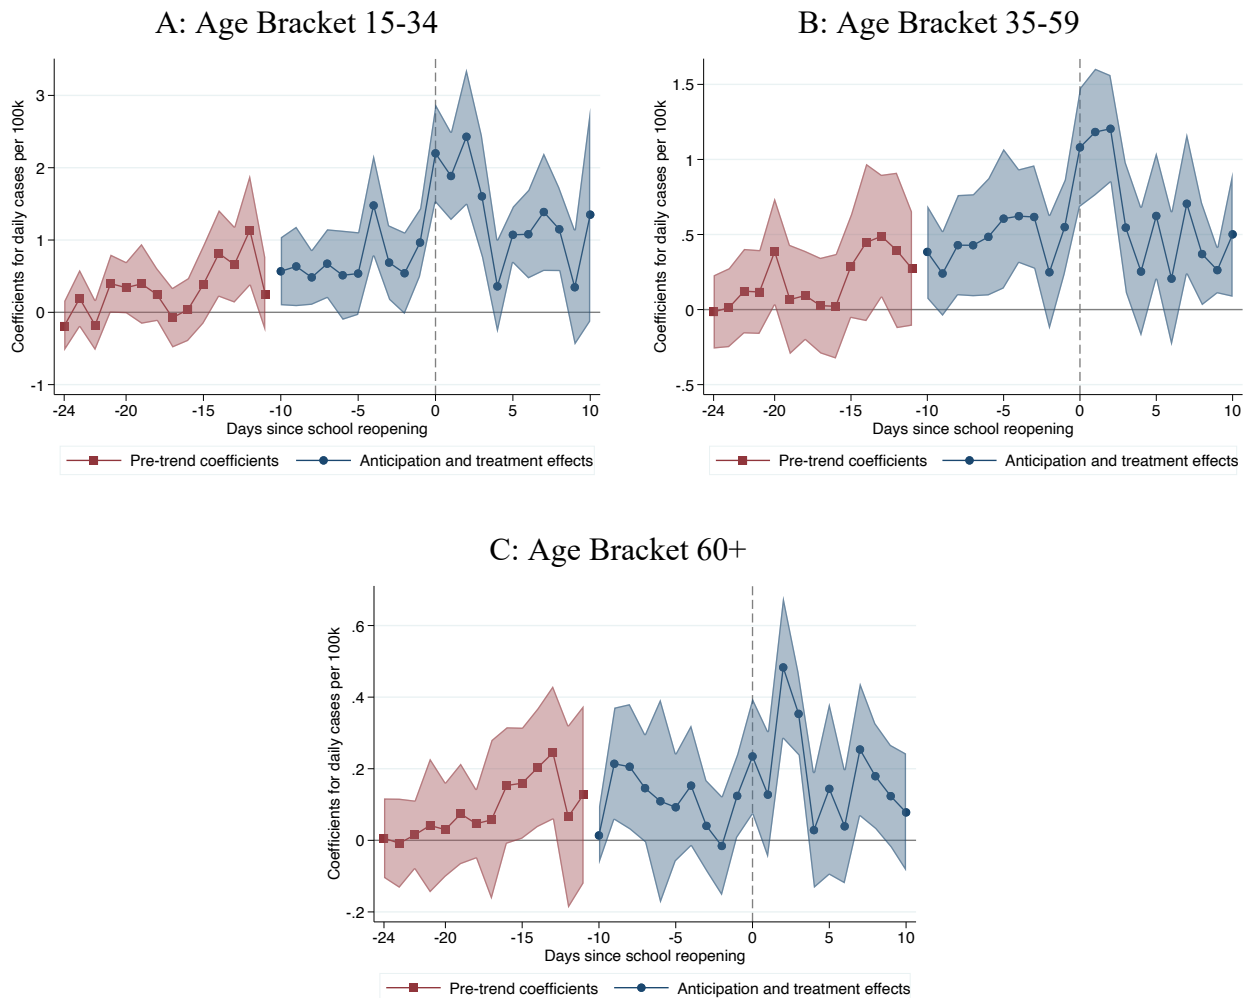 A: Age Bracket 15-34
Coefficients for daily cases per 100k
3
2
1
0
-1
-24 -20 -15 -10 -5 0 5 10
Days since school reopening
Pre-trend coefficients Anticipation and treatment effects
B: Age Bracket 35-59
Coefficients for daily cases per 100k
1.5
1
.5
0
-.5
-24 -20 -15 -10 -5 0 5 10
Days since school reopening
Pre-trend coefficients Anticipation and treatment effects
C: Age Bracket 60+
Coefficients for daily cases per 100k
.6
.4
.2
0
-.2
-24 -20 -15 -10 -5 0 5 10
Days since school reopening
Pre-trend coefficients Anticipation and treatment effects